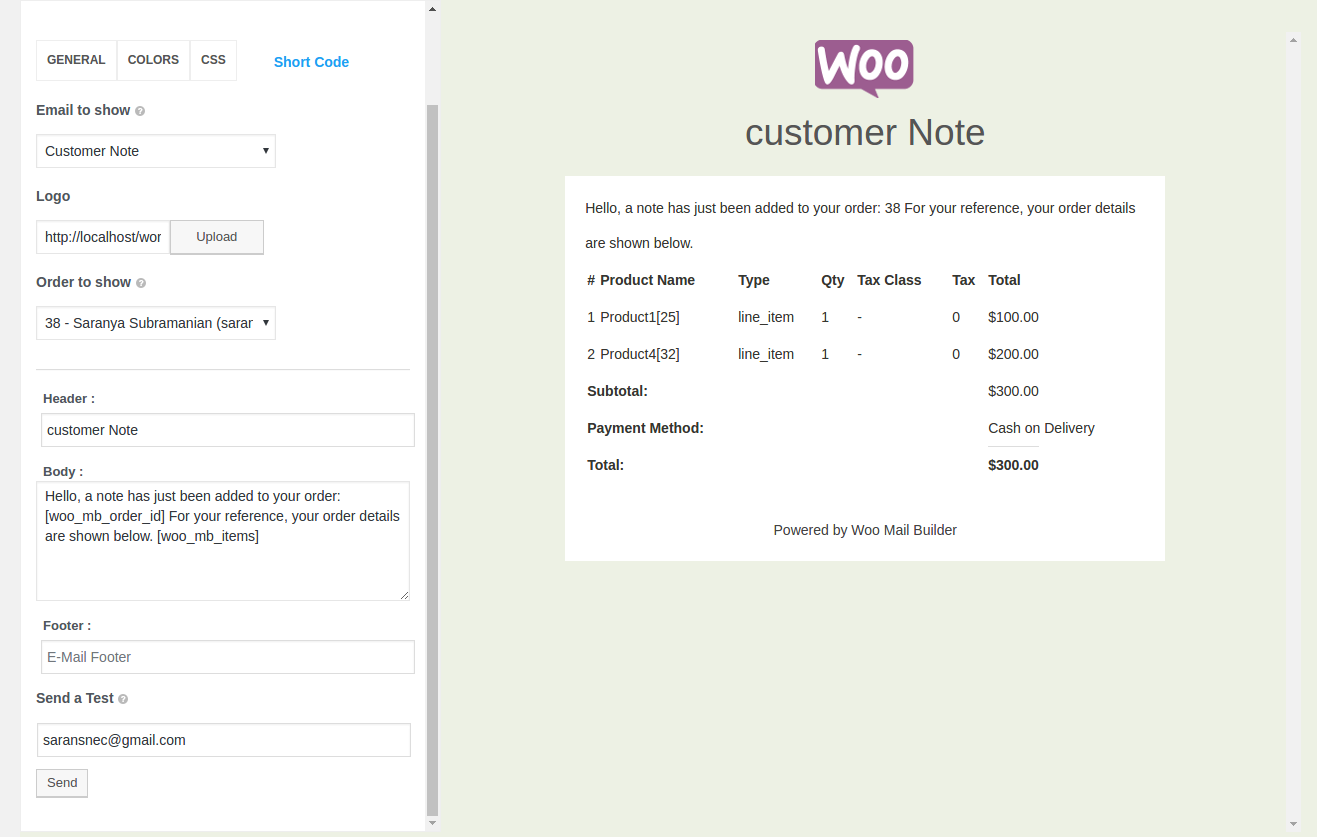 GENERAL COLORS CSS Short Code
Email to show
Customer Note
Logo
http://localhost/wor Upload
Order to show
38 - Saranya Subramanian (saran
Header :
customer Note
Body :
Hello, a note has just been added to your order:
[woo_mb_order_id] For your reference, your order details
are shown below. [woo_mb_items]
Footer :
E-Mail Footer
Send a Test
saransnec@gmail.com
Send
WOO
customer Note
Hello, a note has just been added to your order: 38 For your reference, your order details
are shown below.
# Product Name Type Qty Tax Class Tax Total
1 Product1[25] line_item 1 - 0 $100.00
2 Product4[32] line_item 1 - 0 $200.00
Subtotal: $300.00
Payment Method: Cash on Delivery
Total: $300.00
Powered by Woo Mail Builder